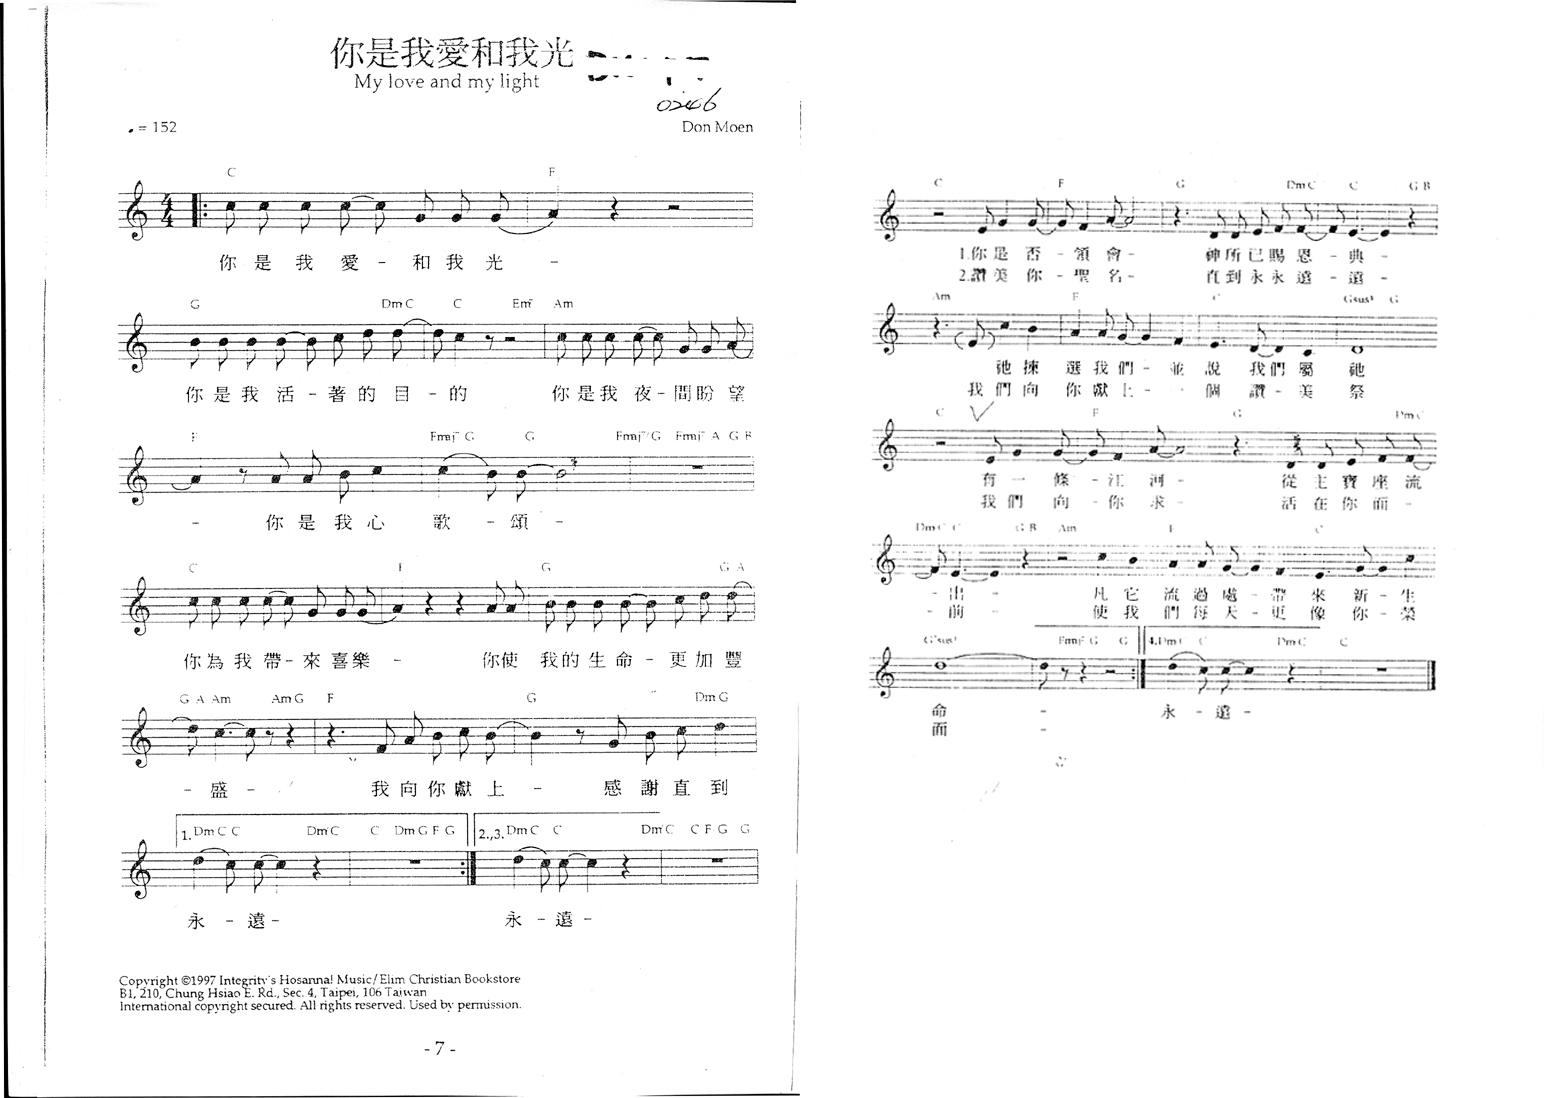 你是我愛和我光
My love and my light
0246
= 152
Don Moen
C F
4
4
你 是 我 愛 - 和 我 光 -
G Dm C C Em⁷ Am
你 是 我 活 - 著 的 目 - 的 你 是 我 夜 - 間 盼 望
F Fmaj⁷ G G Fmaj⁷/G Fmaj⁷ A G B
- 你 是 我 心 歌 - 頌 -
C F G G A
你 為 我 帶 - 來 喜 樂 - 你 使 我 的 生 命 - 更 加 豐
G A Am Am G F G Dm G
- 盛 - 我 向 你 獻 上 - 感 謝 直 到
1. Dm C C Dm C C Dm G F G 2.,3. Dm C C Dm C C F G G
永 - 遠 - 永 - 遠 -
Copyright ©1997 Integrity's Hosanna! Music/Elim Christian Bookstore
B1, 210, Chung Hsiao E. Rd., Sec. 4, Taipei, 106 Taiwan
International copyright secured. All rights reserved. Used by permission.
- 7 -
C F G Dm C C G B
1.你 是 否 - 領 會 - 神 所 已 賜 恩 - 典 -
2.讚 美 你 - 聖 名 - 直 到 永 永 遠 - 遠 -
Am F C Gsus⁴ G
祂 揀 選 我 們 - 並 說 我 們 屬 祂
我 們 向 你 獻 上 - 一 個 讚 - 美 祭
C F G Dm C
有 一 條 - 江 河 - 從 主 寶 座 流
我 們 向 - 你 求 - 活 在 你 面 -
Dm C C G B Am F C
- 出 - 凡 它 流 過 處 - 帶 來 新 - 生
- 前 - 使 我 們 每 天 - 更 像 你 - 榮
Gsus⁴ Fmaj⁷ G G 4. Dm C C Dm C C
命 - 永 - 遠 -
面 -